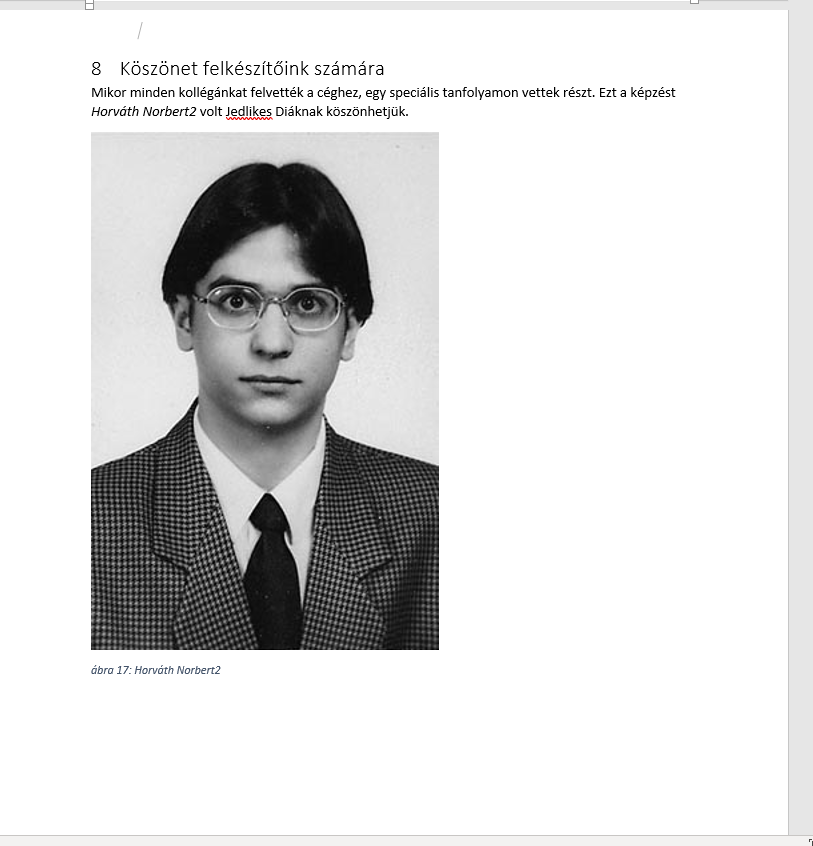 8 Köszönet felkészítőink számára
Mikor minden kollégánkat felvették a céghez, egy speciális tanfolyamon vettek részt. Ezt a képzést
Horváth Norbert2 volt Jedlikes Diáknak köszönhetjük.
ábra 17: Horváth Norbert2